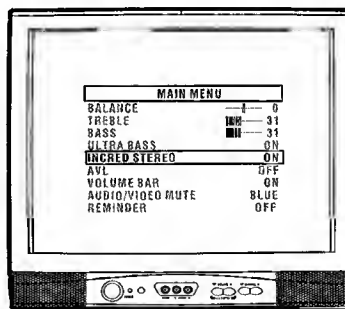 MAIN MENU
BALANCE 0
TREBLE 31
BASS 31
ULTRA BASS ON
INCRED STEREO ON
AVL OFF
VOLUME BAR ON
AUDIO/VIDEO MUTE BLUE
REMINDER OFF